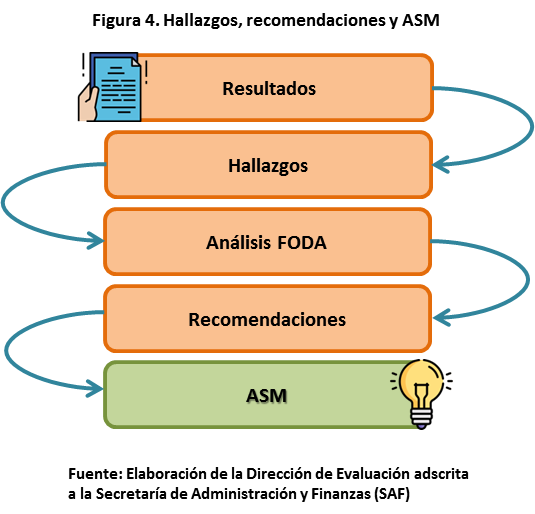 Figura 4. Hallazgos, recomendaciones y ASM
Resultados
Hallazgos
Análisis FODA
Recomendaciones
ASM
Fuente: Elaboración de la Dirección de Evaluación adscrita
a la Secretaría de Administración y Finanzas (SAF)